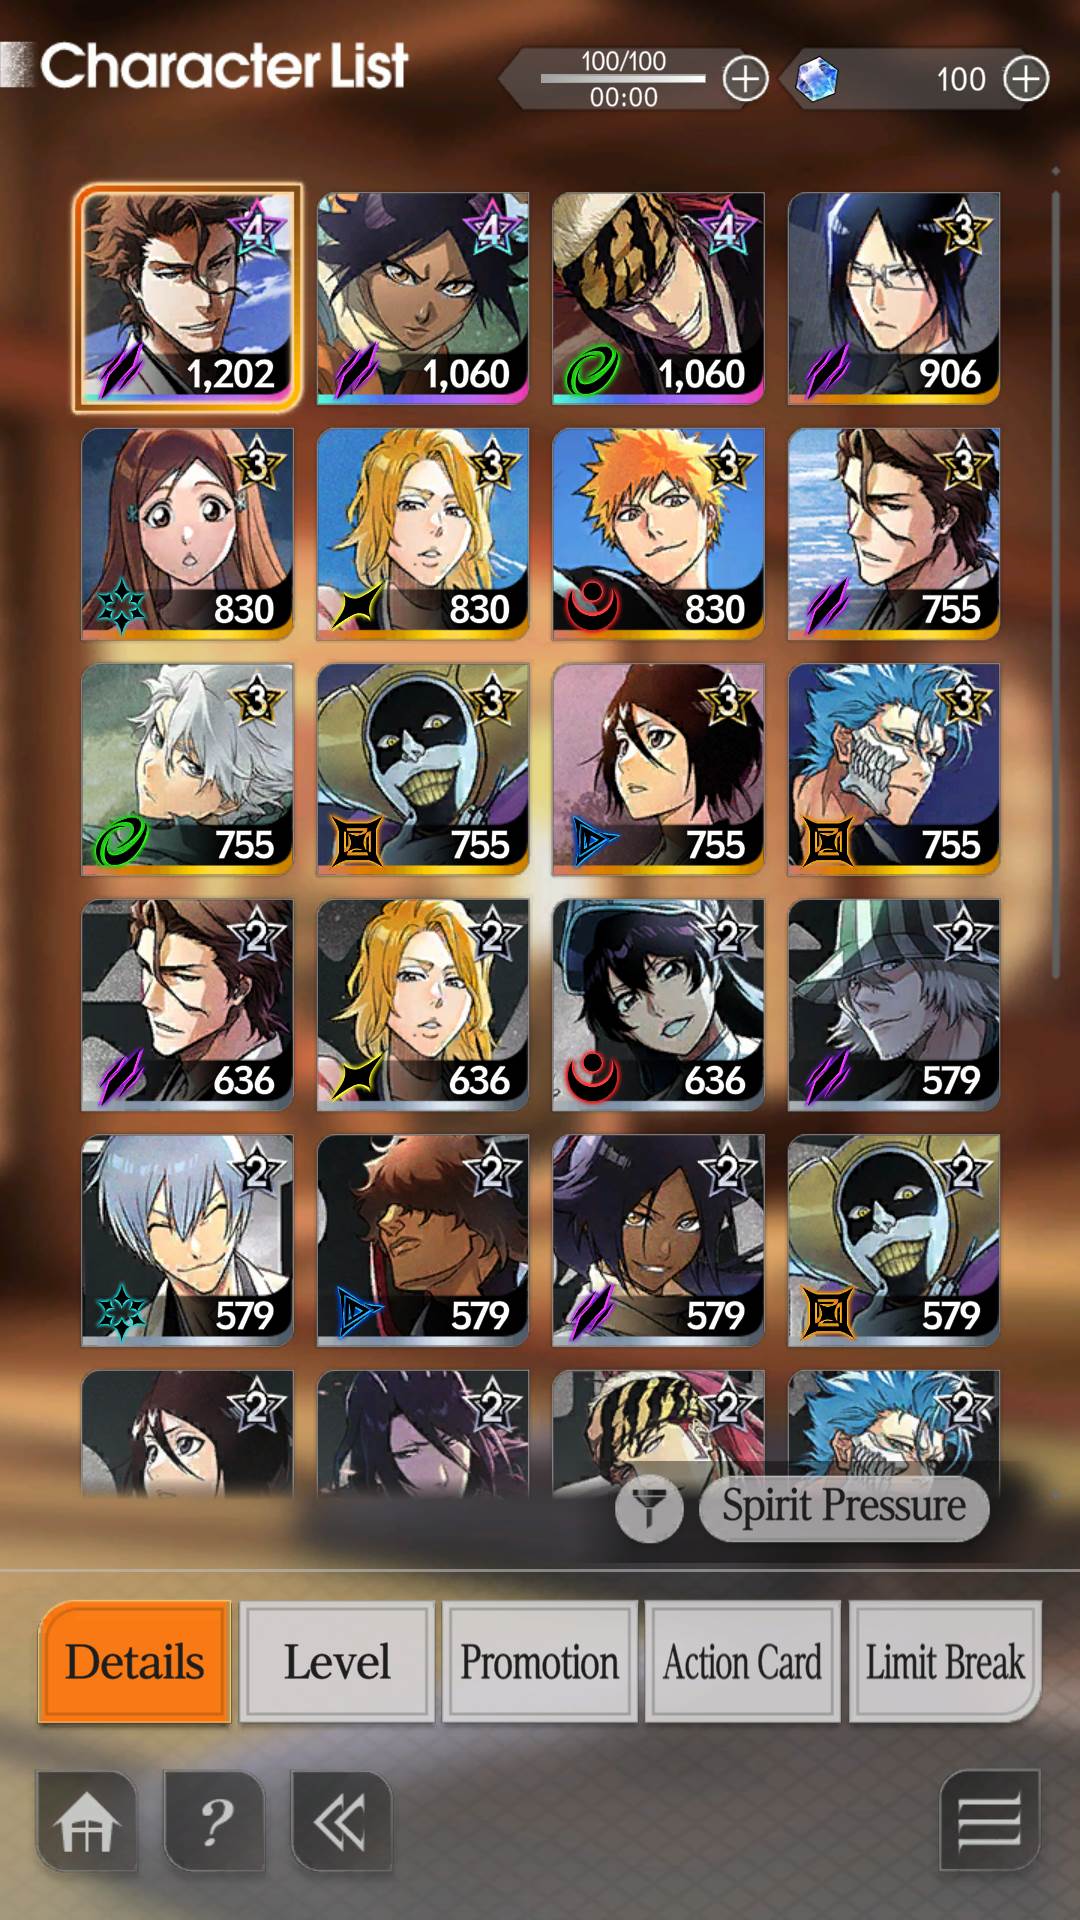 Character List
100/100
00:00
100
4 4 4 3
1,202 1,060 1,060 906
3 3 3 3
830 830 830 755
3 3 3 3
755 755 755 755
2 2 2 2
636 636 636 579
2 2 2 2
579 579 579 579
2 2 2 2
Spirit Pressure
Details Level Promotion Action Card Limit Break
?